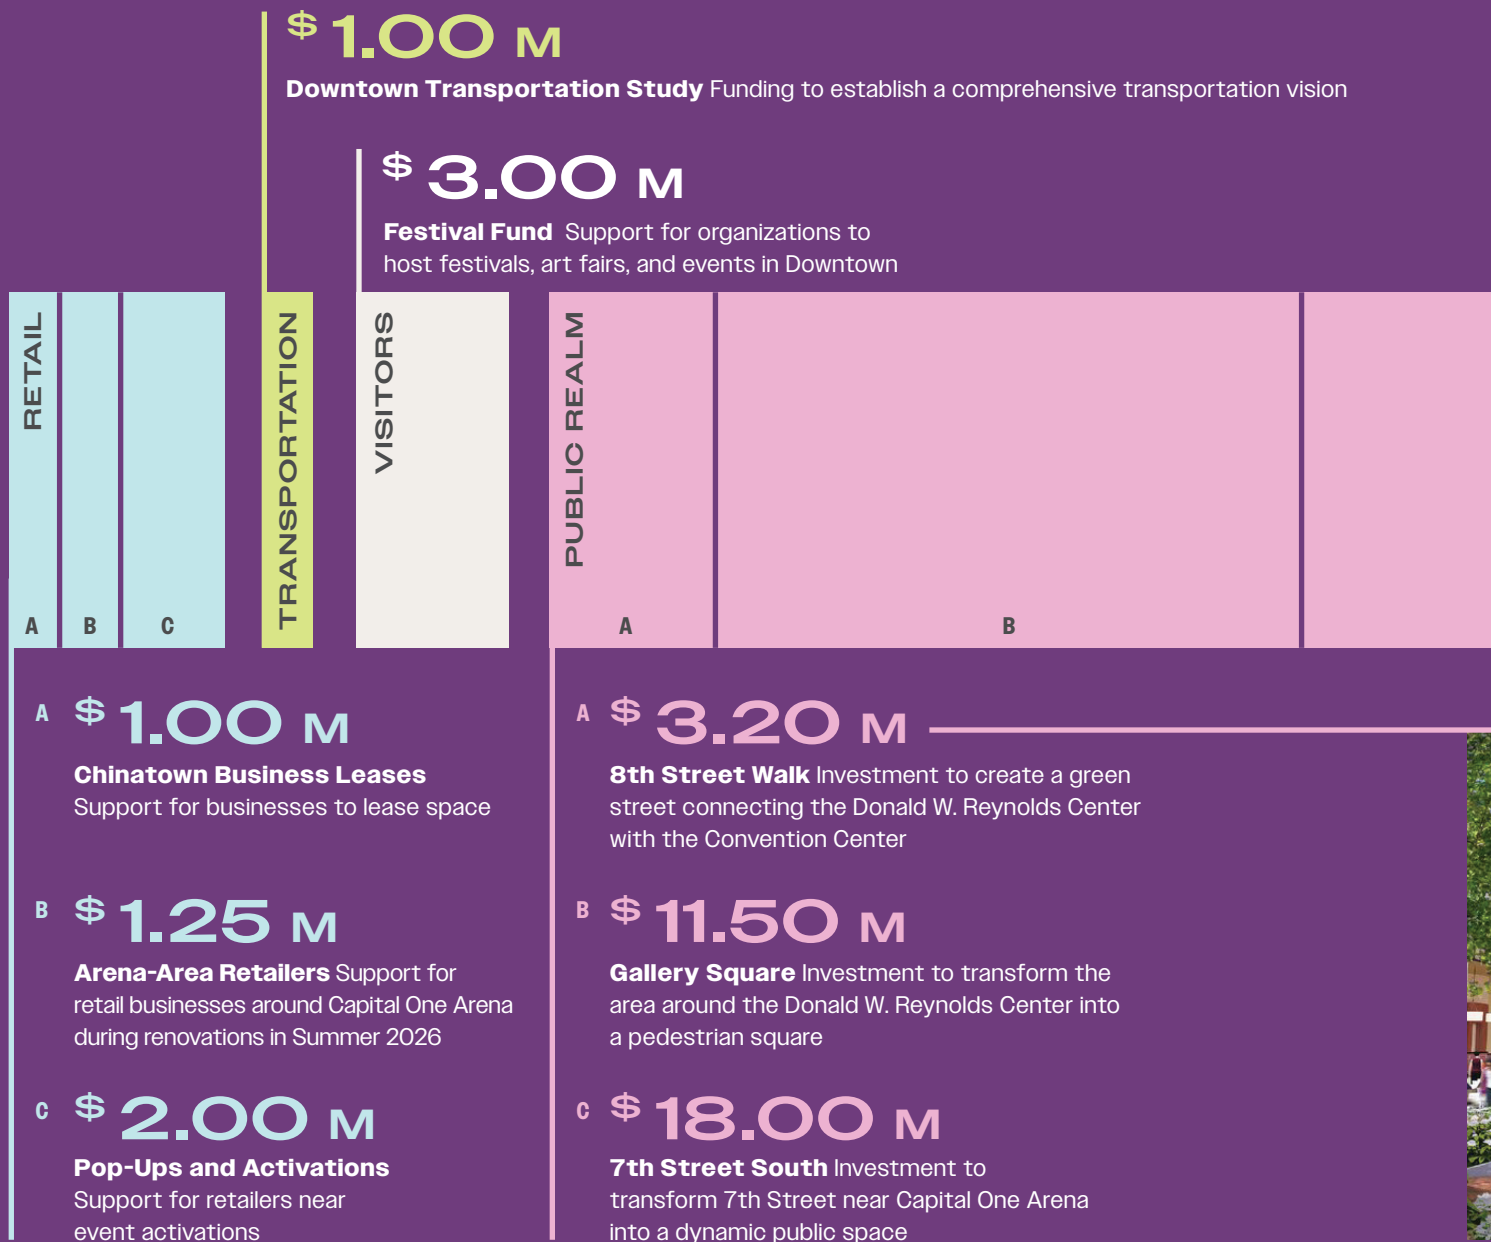 $ 1.00 M
Downtown Transportation Study Funding to establish a comprehensive transportation vision
$ 3.00 M
Festival Fund Support for organizations to
host festivals, art fairs, and events in Downtown
RETAIL
A
B
C
TRANSPORTATION
VISITORS
PUBLIC REALM
A
B
A $ 1.00 M
Chinatown Business Leases
Support for businesses to lease space
B $ 1.25 M
Arena-Area Retailers Support for
retail businesses around Capital One Arena
during renovations in Summer 2026
C $ 2.00 M
Pop-Ups and Activations
Support for retailers near
event activations
A $ 3.20 M
8th Street Walk Investment to create a green
street connecting the Donald W. Reynolds Center
with the Convention Center
B $ 11.50 M
Gallery Square Investment to transform the
area around the Donald W. Reynolds Center into
a pedestrian square
C $ 18.00 M
7th Street South Investment to
transform 7th Street near Capital One Arena
into a dynamic public space